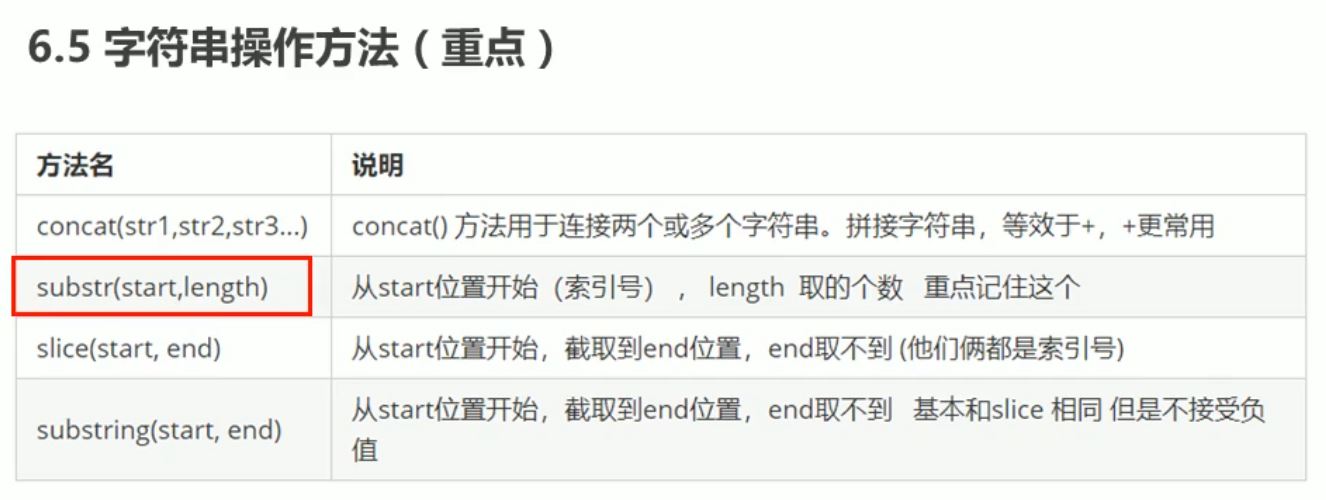 6.5 字符串操作方法（重点）
方法名 说明
concat(str1,str2,str3...) concat() 方法用于连接两个或多个字符串。拼接字符串，等效于+，+更常用
substr(start,length) 从start位置开始（索引号） ， length 取的个数 重点记住这个
slice(start, end) 从start位置开始，截取到end位置，end取不到 (他们俩都是索引号)
substring(start, end) 从start位置开始，截取到end位置，end取不到 基本和slice 相同 但是不接受负
值